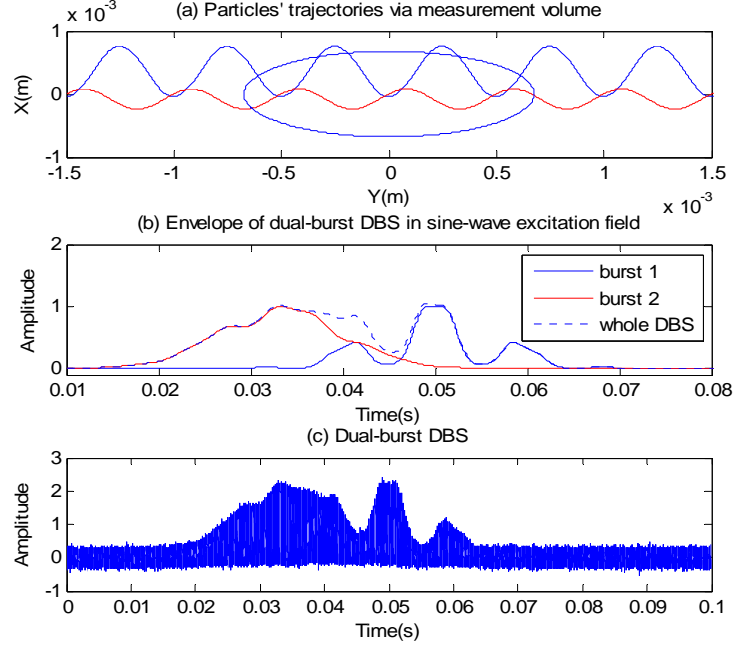 (a) Particles' trajectories via measurement volume
x 10^-3
1
0
-1
X(m)
-1.5 -1 -0.5 0 0.5 1 1.5
Y(m)
x 10^-3
(b) Envelope of dual-burst DBS in sine-wave excitation field
2
1
0
Amplitude
burst 1
burst 2
whole DBS
0.01 0.02 0.03 0.04 0.05 0.06 0.07 0.08
Time(s)
(c) Dual-burst DBS
3
2
1
0
-1
Amplitude
0 0.01 0.02 0.03 0.04 0.05 0.06 0.07 0.08 0.09 0.1
Time(s)